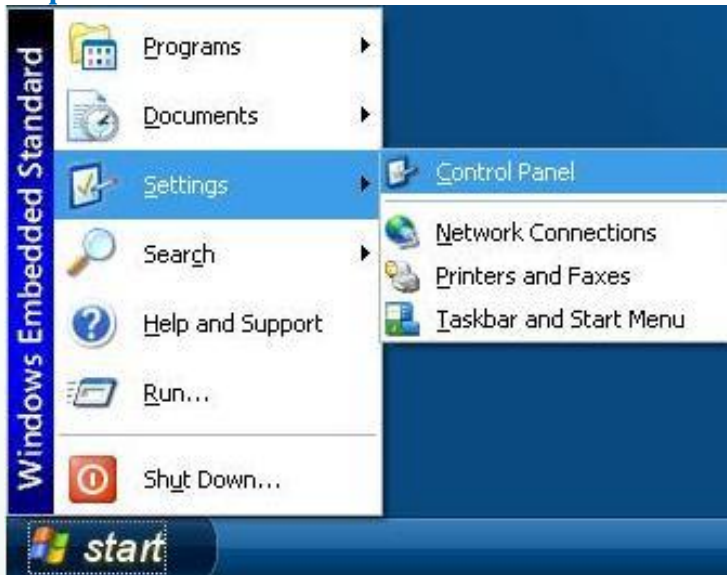 Windows Embedded Standard
Programs
Documents
Settings
Search
Help and Support
Run...
Shut Down...
Control Panel
Network Connections
Printers and Faxes
Taskbar and Start Menu
start